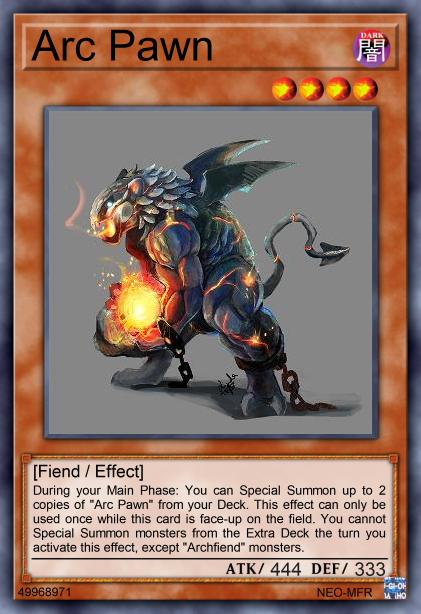 Arc Pawn
DARK
闇
[Fiend / Effect]
During your Main Phase: You can Special Summon up to 2
copies of "Arc Pawn" from your Deck. This effect can only be
used once while this card is face-up on the field. You cannot
Special Summon monsters from the Extra Deck the turn you
activate this effect, except "Archfiend" monsters.
ATK/ 444 DEF/ 333
49968971
NEO-MFR